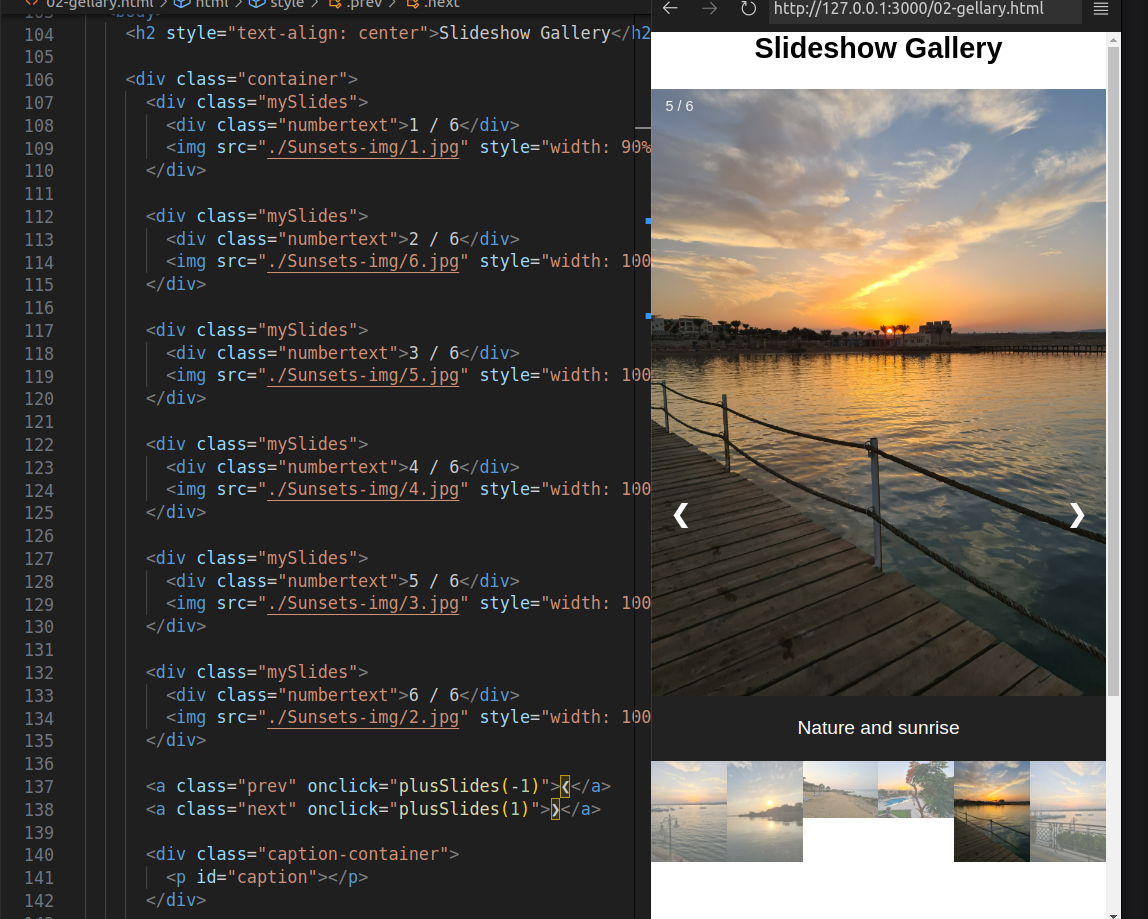 02-gellary.html > html > style > .prev > .next
http://127.0.0.1:3000/02-gellary.html
103 <body>
104 <h2 style="text-align: center">Slideshow Gallery</h2
105
106 <div class="container">
107 <div class="mySlides">
108 <div class="numbertext">1 / 6</div>
109 <img src="./Sunsets-img/1.jpg" style="width: 90%
110 </div>
111
112 <div class="mySlides">
113 <div class="numbertext">2 / 6</div>
114 <img src="./Sunsets-img/6.jpg" style="width: 100
115 </div>
116
117 <div class="mySlides">
118 <div class="numbertext">3 / 6</div>
119 <img src="./Sunsets-img/5.jpg" style="width: 100
120 </div>
121
122 <div class="mySlides">
123 <div class="numbertext">4 / 6</div>
124 <img src="./Sunsets-img/4.jpg" style="width: 100
125 </div>
126
127 <div class="mySlides">
128 <div class="numbertext">5 / 6</div>
129 <img src="./Sunsets-img/3.jpg" style="width: 100
130 </div>
131
132 <div class="mySlides">
133 <div class="numbertext">6 / 6</div>
134 <img src="./Sunsets-img/2.jpg" style="width: 100
135 </div>
136
137 <a class="prev" onclick="plusSlides(-1)">❮</a>
138 <a class="next" onclick="plusSlides(1)">❯</a>
139
140 <div class="caption-container">
141 <p id="caption"></p>
142 </div>
Slideshow Gallery
5 / 6
❮ ❯
Nature and sunrise